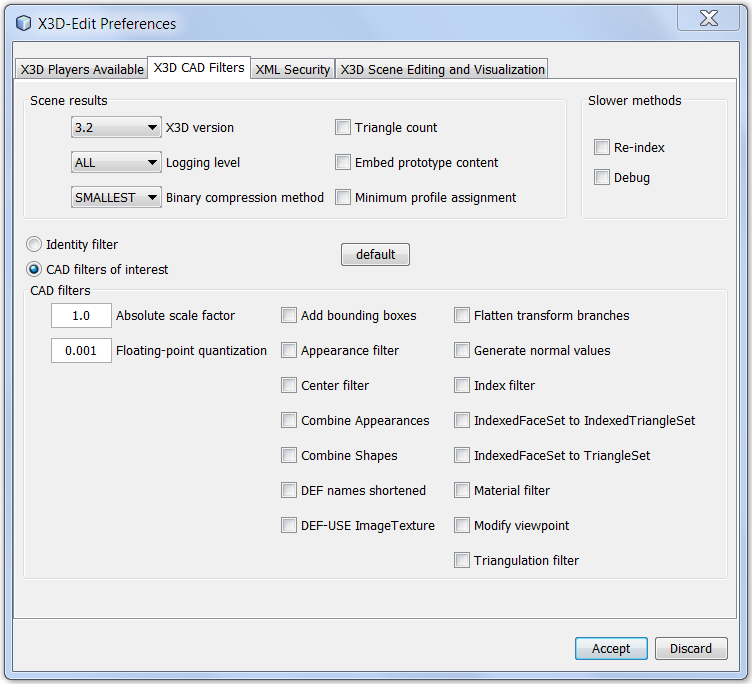 X3D-Edit Preferences
X3D Players Available
X3D CAD Filters
XML Security
X3D Scene Editing and Visualization
Scene results
3.2
X3D version
Triangle count
ALL
Logging level
Embed prototype content
SMALLEST
Binary compression method
Minimum profile assignment
Slower methods
Re-index
Debug
Identity filter
CAD filters of interest
default
CAD filters
1.0
Absolute scale factor
0.001
Floating-point quantization
Add bounding boxes
Appearance filter
Center filter
Combine Appearances
Combine Shapes
DEF names shortened
DEF-USE ImageTexture
Flatten transform branches
Generate normal values
Index filter
IndexedFaceSet to IndexedTriangleSet
IndexedFaceSet to TriangleSet
Material filter
Modify viewpoint
Triangulation filter
Accept
Discard